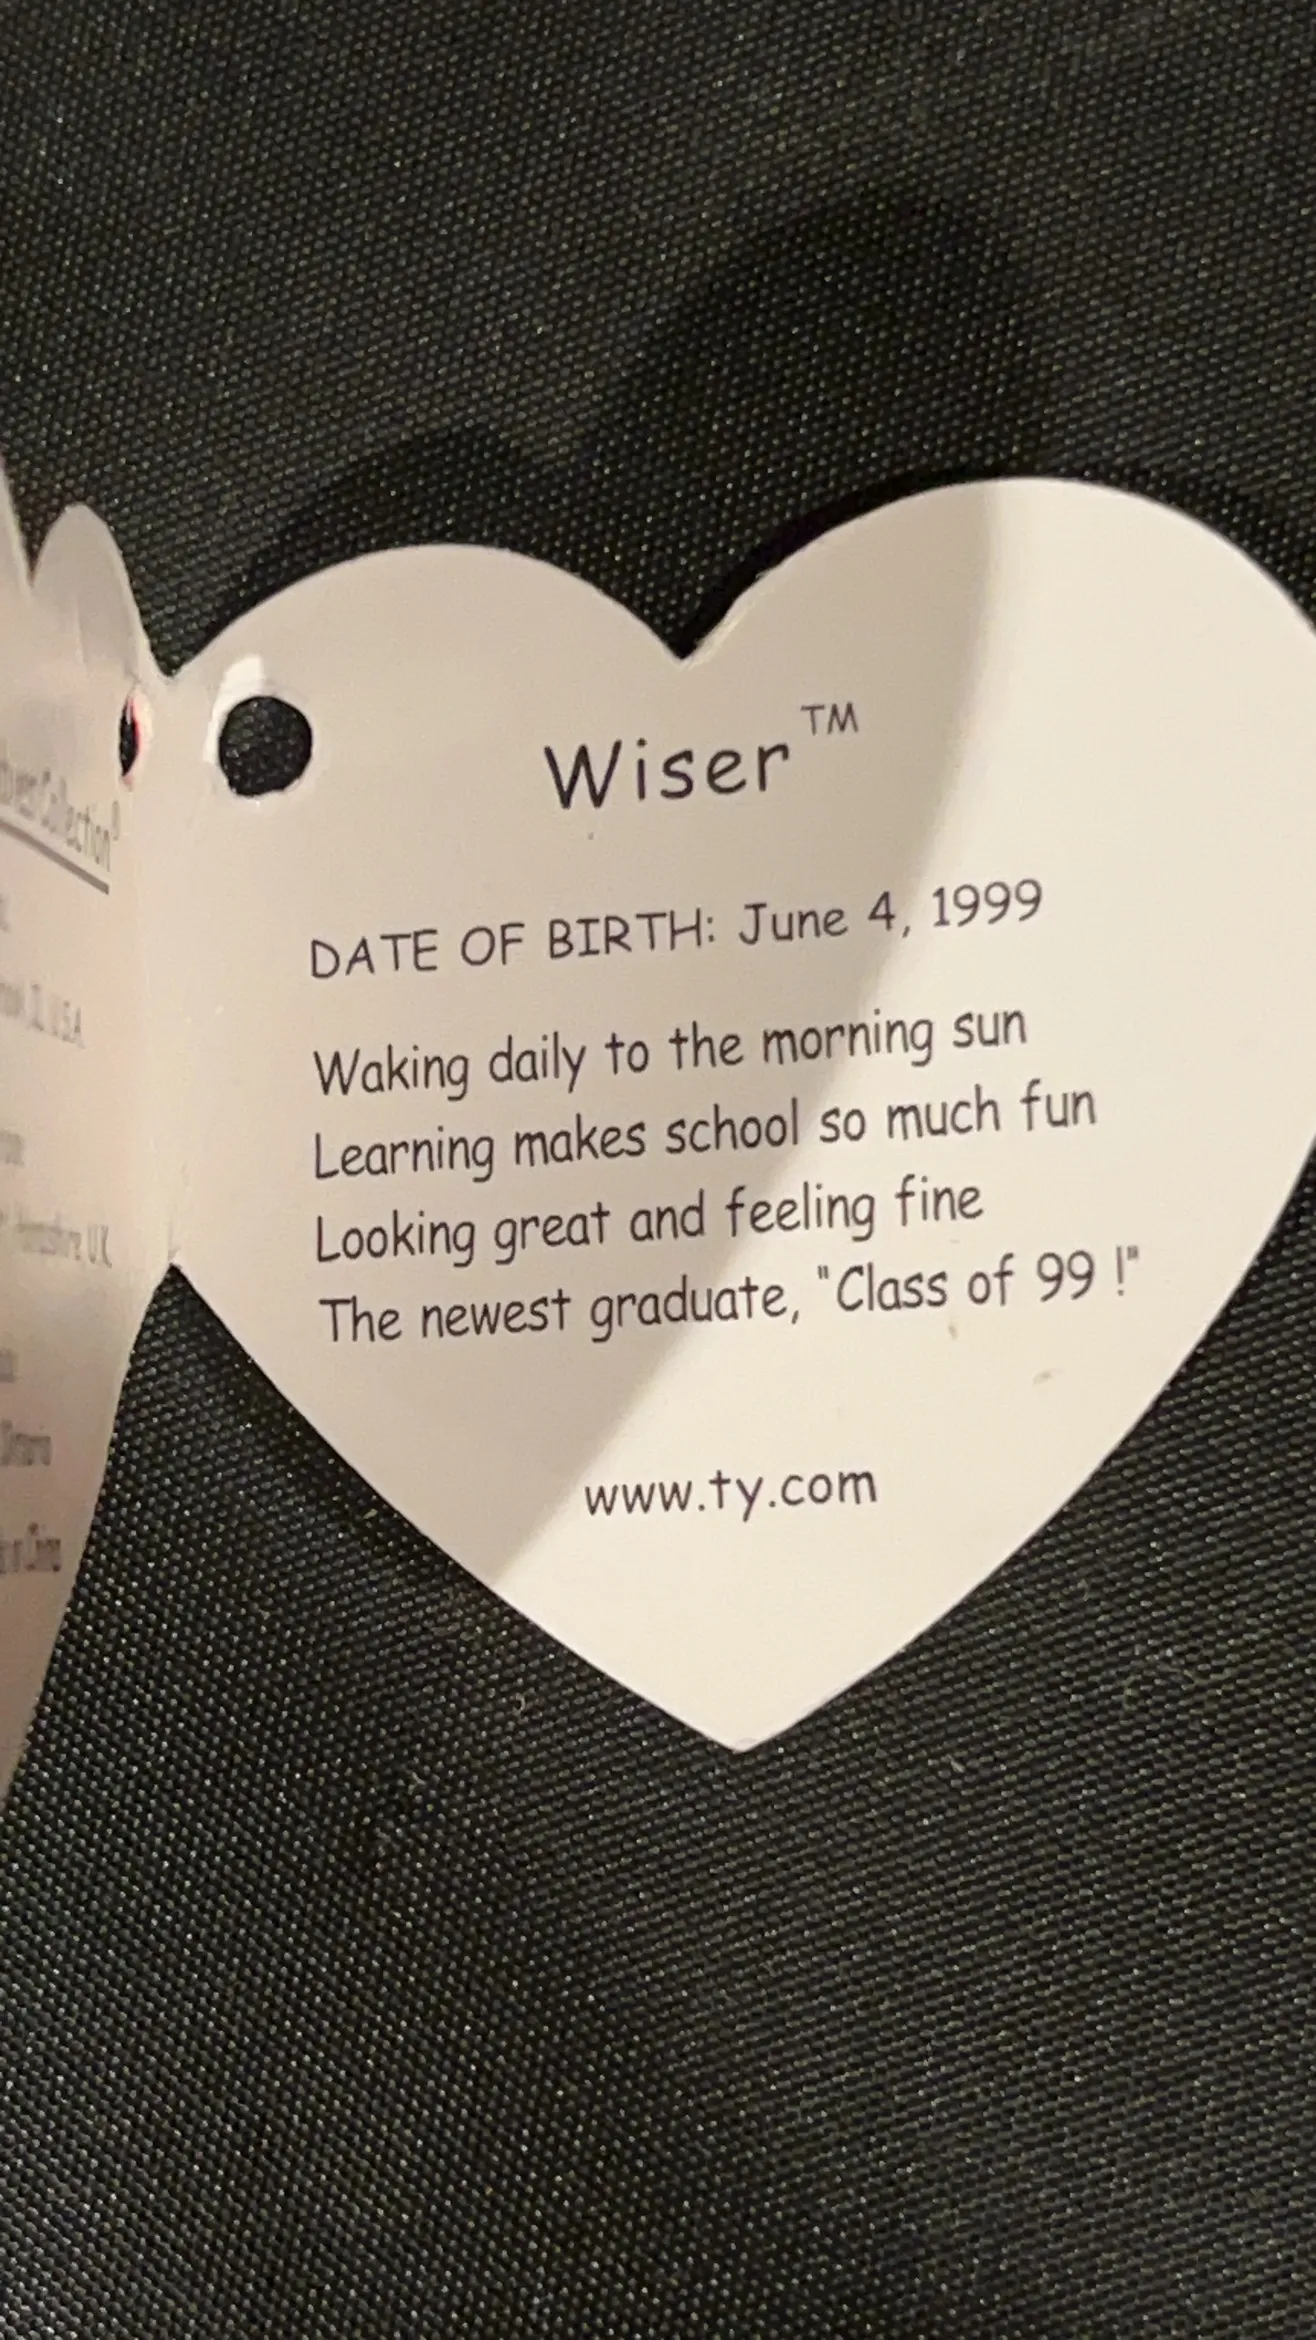 Collection®
U.S.A.
U.K.
Wiser™
DATE OF BIRTH: June 4, 1999
Waking daily to the morning sun
Learning makes school so much fun
Looking great and feeling fine
The newest graduate, "Class of 99 !"
www.ty.com